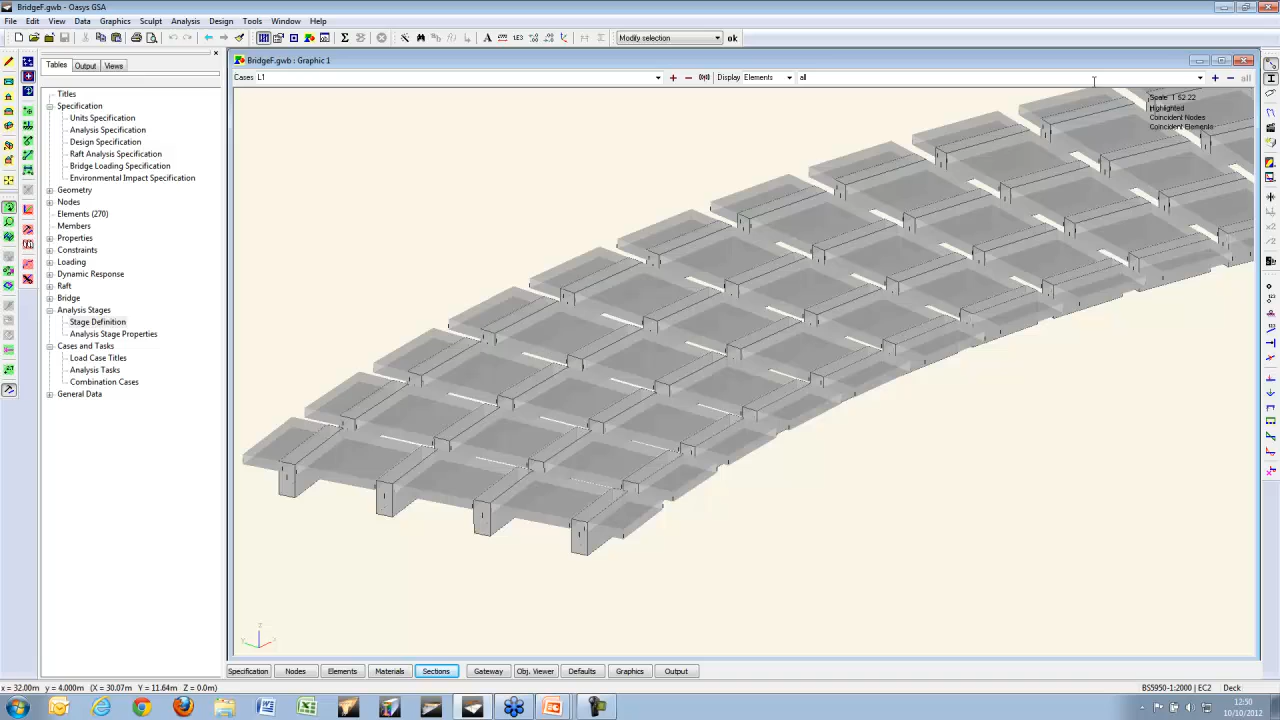 BridgeF.gwb - Oasys GSA
File Edit View Data Graphics Sculpt Analysis Design Tools Window Help
Modify selection ok
Tables Output Views
BridgeF.gwb : Graphic 1
Cases L1 Display Elements all
Titles
Specification
Units Specification
Analysis Specification
Design Specification
Raft Analysis Specification
Bridge Loading Specification
Environmental Impact Specification
Geometry
Nodes
Elements (270)
Members
Properties
Constraints
Loading
Dynamic Response
Raft
Bridge
Analysis Stages
Stage Definition
Analysis Stage Properties
Cases and Tasks
Load Case Titles
Analysis Tasks
Combination Cases
General Data
Scale 1:52.22
Highlighted
Coincident Nodes
Coincident Elements
z
y
x
Specification Nodes Elements Materials Sections Gateway Obj. Viewer Defaults Graphics Output
x = 32.00m y = 4.000m (X = 30.07m Y = 11.64m Z = 0.0m) BS5950-1:2000 | EC2 Deck
12:50
10/10/2012